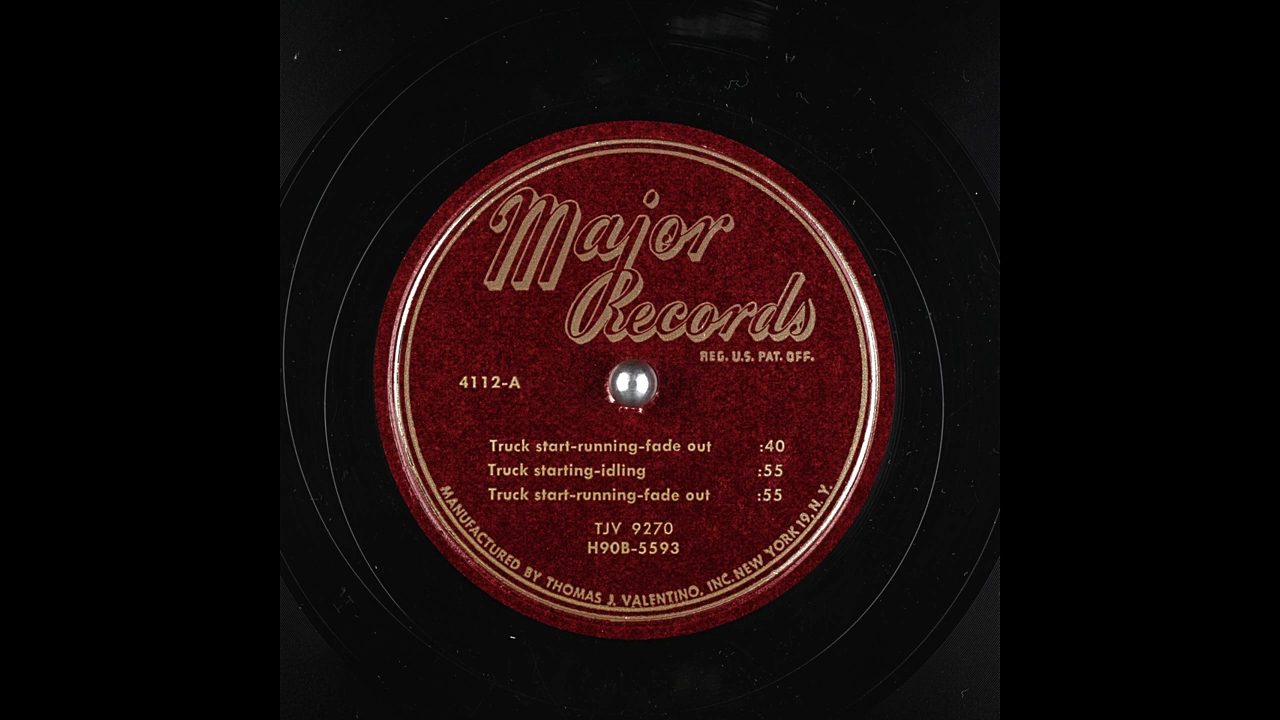 Major
Records
REG. U.S. PAT. OFF.
4112-A
Truck start-running-fade out :40
Truck starting-idling :55
Truck start-running-fade out :55
TJV 9270
H90B-5593
MANUFACTURED BY THOMAS J. VALENTINO, INC. NEW YORK 19, N. Y.